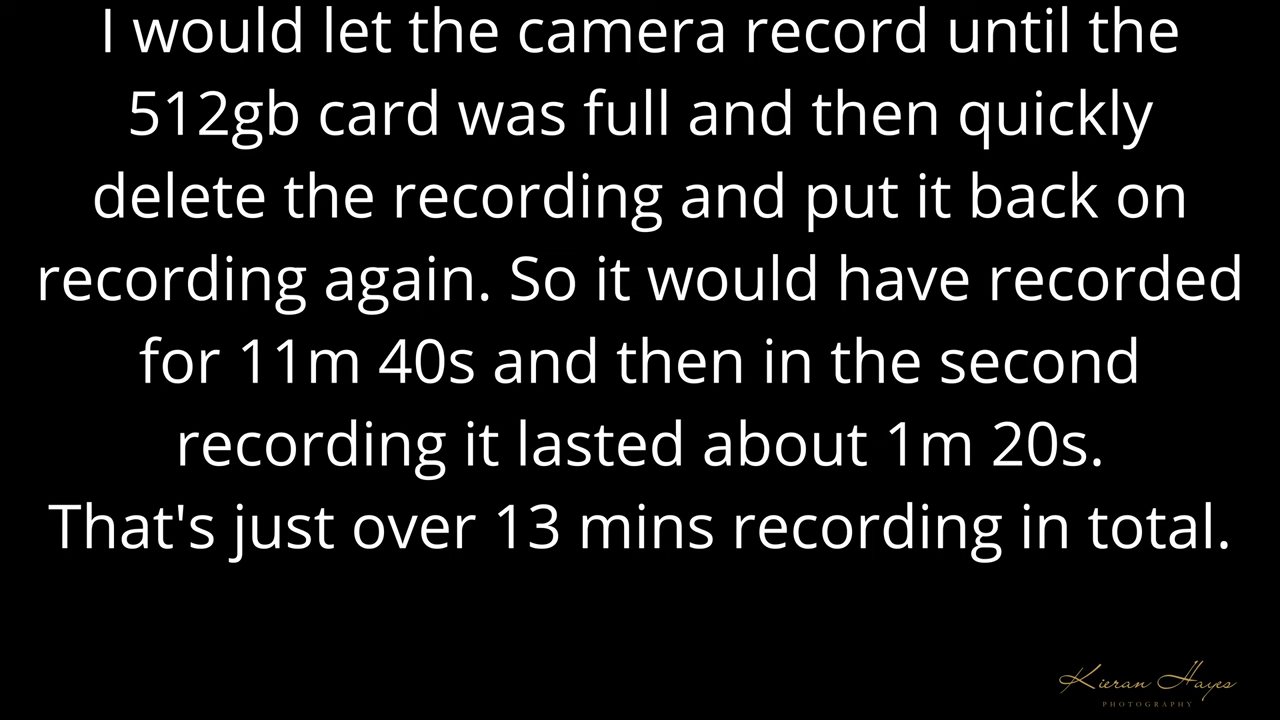 I would let the camera record until the
512gb card was full and then quickly
delete the recording and put it back on
recording again. So it would have recorded
for 11m 40s and then in the second
recording it lasted about 1m 20s.
That's just over 13 mins recording in total.
Kieran Hayes
PHOTOGRAPHY